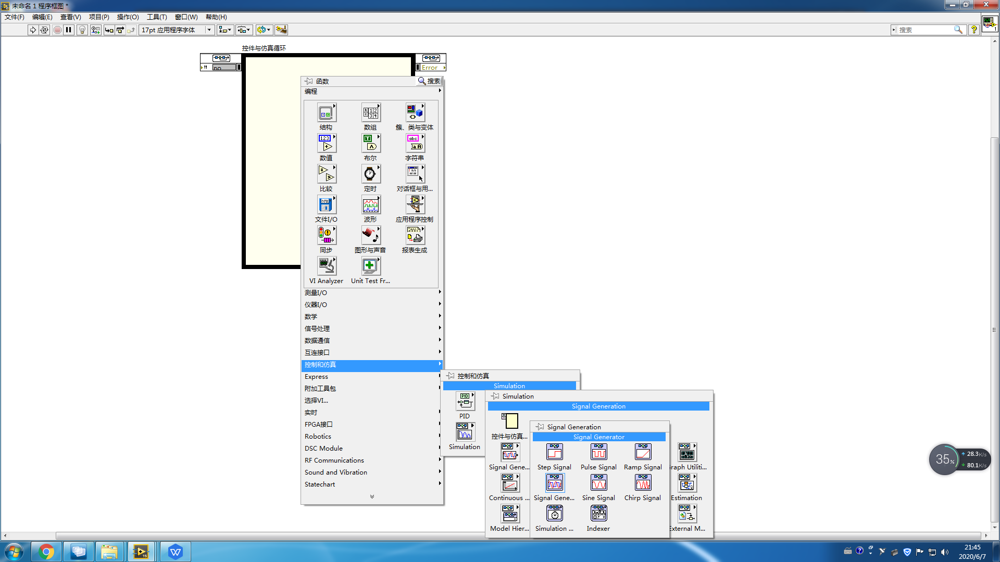 未命名 1 程序框图 *
文件(F) 编辑(E) 查看(V) 项目(P) 操作(O) 工具(T) 窗口(W) 帮助(H)
17pt 应用程序字体
搜索
控件与仿真循环
no
Error
函数 搜索
编程
结构 数组 簇、类与变体
数值 布尔 字符串
比较 定时 对话框与用...
文件I/O 波形 应用程序控制
同步 图形与声音 报表生成
VI Analyzer Unit Test Fr...
测量I/O
仪器I/O
数学
信号处理
数据通信
互连接口
控制和仿真
Express
附加工具包
选择VI...
实时
FPGA接口
Robotics
DSC Module
RF Communications
Sound and Vibration
Statechart
控制和仿真
Simulation
PID
Simulation
Simulation
Signal Generation
控件与仿真...
Signal Gene...
Continuous ...
Model Hier...
raph Utiliti...
Estimation
External M...
Signal Generation
Signal Generator
Step Signal Pulse Signal Ramp Signal
Signal Gene... Sine Signal Chirp Signal
Simulation ... Indexer
35%
28.3K/s
80.1K/s
21:45
2020/6/7